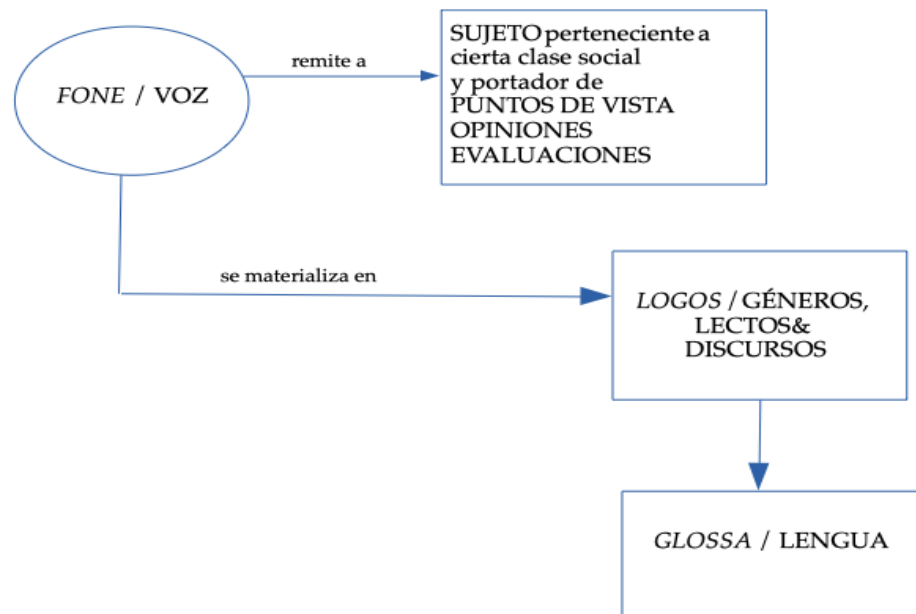 FONE / VOZ
remite a
SUJETO perteneciente a
cierta clase social
y portador de
PUNTOS DE VISTA
OPINIONES
EVALUACIONES
se materializa en
LOGOS / GÉNEROS,
LECTOS&
DISCURSOS
GLOSSA / LENGUA